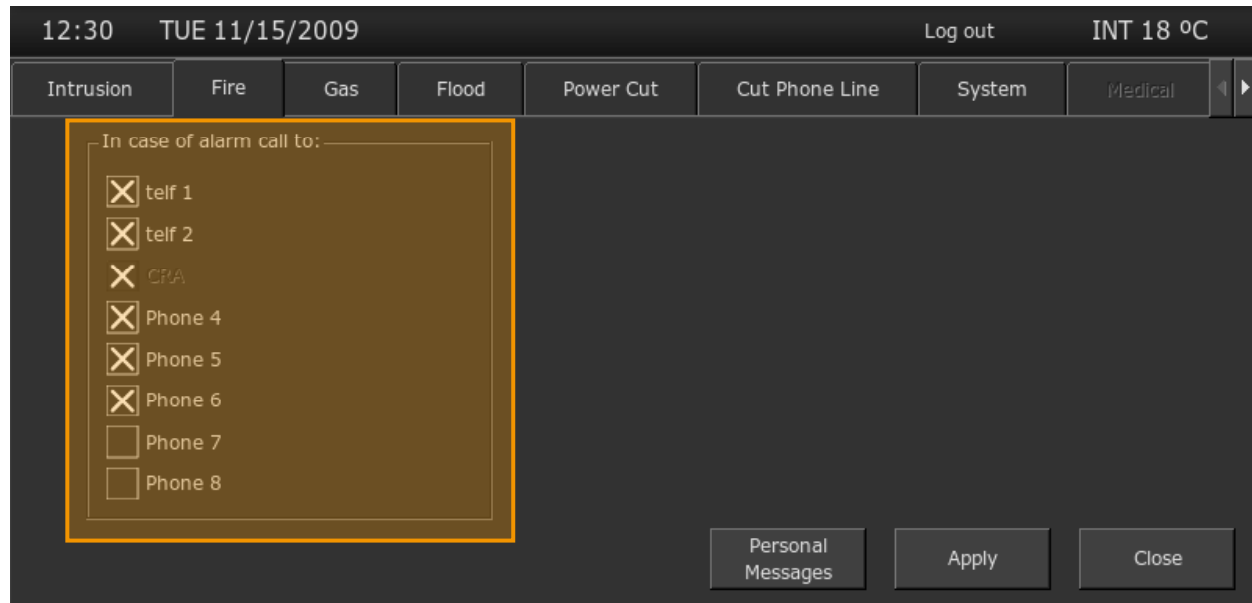 12:30 TUE 11/15/2009 Log out INT 18 ºC
Intrusion Fire Gas Flood Power Cut Cut Phone Line System Medical
In case of alarm call to:
telf 1
telf 2
CRA
Phone 4
Phone 5
Phone 6
Phone 7
Phone 8
Personal
Messages
Apply
Close